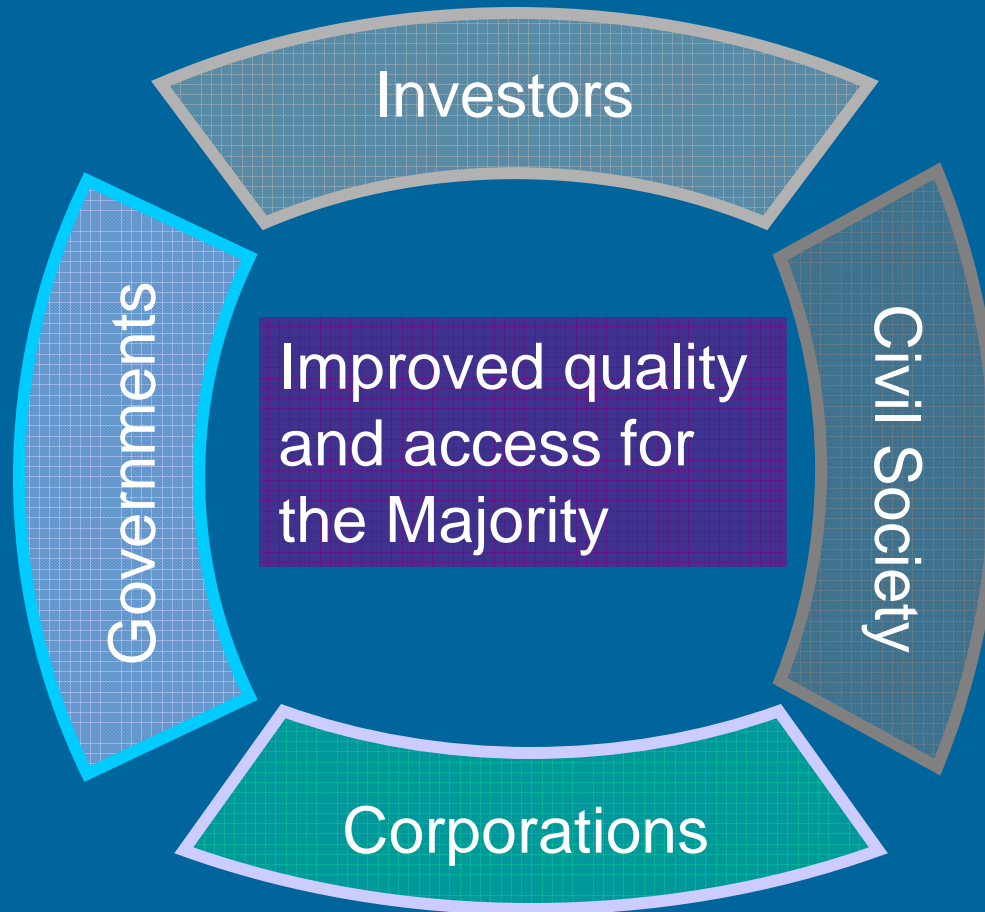 Investors
Governments
Improved quality
and access for
the Majority
Civil Society
Corporations